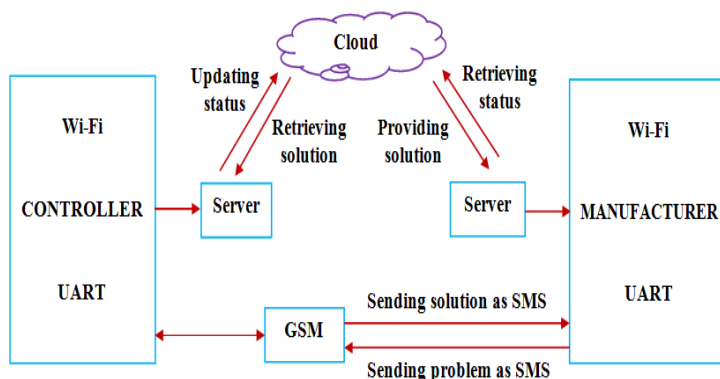 Cloud
Updating
status
Retrieving
solution
Providing
solution
Retrieving
status
Wi-Fi
CONTROLLER
UART
Server
Server
Wi-Fi
MANUFACTURER
UART
GSM
Sending solution as SMS
Sending problem as SMS